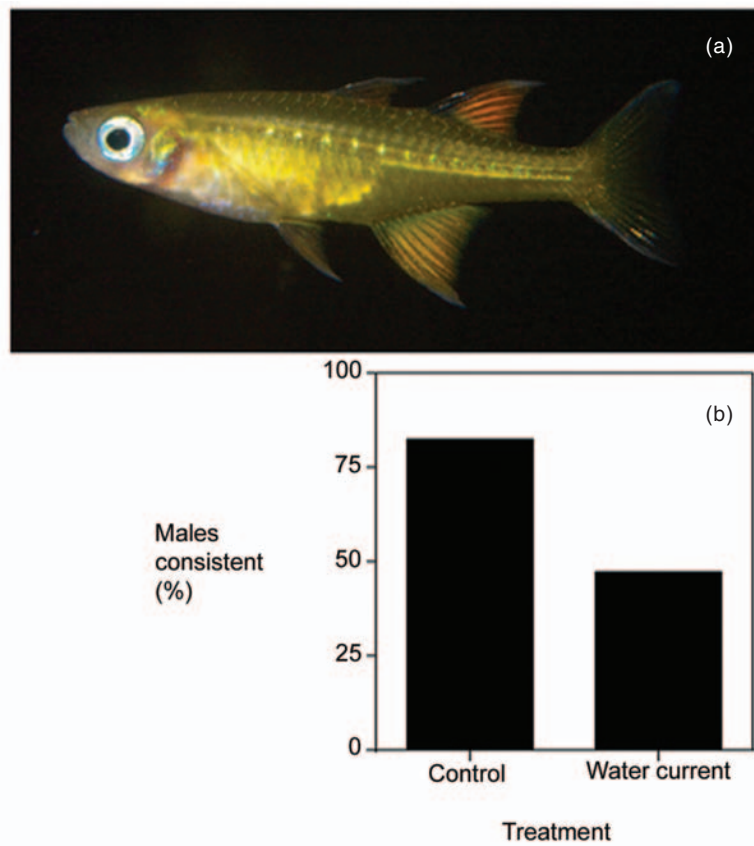 (a)
100
(b)
75
Males
consistent
(%)
50
25
0
Control
Water current
Treatment